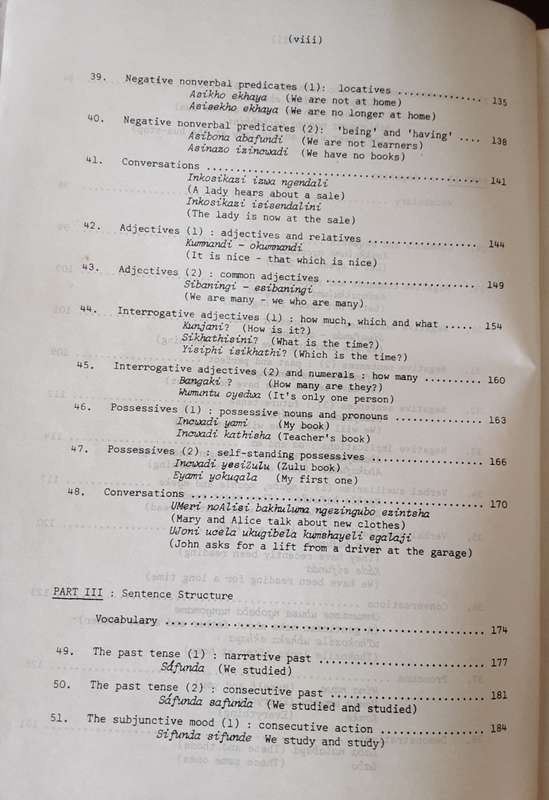 (viii)
39. Negative nonverbal predicates (1): locatives ............... 135
Asikho ekhaya (We are not at home)
Asisekho ekhaya (We are no longer at home)
40. Negative nonverbal predicates (2): 'being' and 'having' .... 138
Asibona abafundi (We are not learners)
Asinazo izincwadi (We have no books)
41. Conversations ............................................. 141
Inkosikazi izwa ngendali
(A lady hears about a sale)
Inkosikazi isisendalini
(The lady is now at the sale)
42. Adjectives (1) : adjectives and relatives .................. 144
Kumnandi - okumnandi
(It is nice - that which is nice)
43. Adjectives (2) : common adjectives ......................... 149
Sibaningi - esibaningi
(We are many - we who are many)
44. Interrogative adjectives (1) : how much, which and what ..... 154
Kunjani? (How is it?)
Sikhathisini? (What is the time?)
Yisiphi isikhathi? (Which is the time?)
45. Interrogative adjectives (2) and numerals : how many .......... 160
Bangaki ? (How many are they?)
Wumuntu oyedwa (It's only one person)
46. Possessives (1) : possessive nouns and pronouns .............. 163
Incwadi yami (My book)
Incwadi kathisha (Teacher's book)
47. Possessives (2) : self-standing possessives .................. 166
Incwadi yesiZulu (Zulu book)
Eyami yokuqala (My first one)
48. Conversations ............................................... 170
UMeri noAlisi bakhuluma ngezingubo ezintsha
(Mary and Alice talk about new clothes)
UJoni ucela ukugibela kumshayeli egalaji
(John asks for a lift from a driver at the garage)
PART III : Sentence Structure
Vocabulary .................................................. 174
49. The past tense (1) : narrative past .......................... 177
Sáfunda (We studied)
50. The past tense (2) : consecutive past ........................ 181
Sáfunda safunda (We studied and studied)
51. The subjunctive mood (1) : consecutive action ................ 184
Sifunda sifunde We study and study)